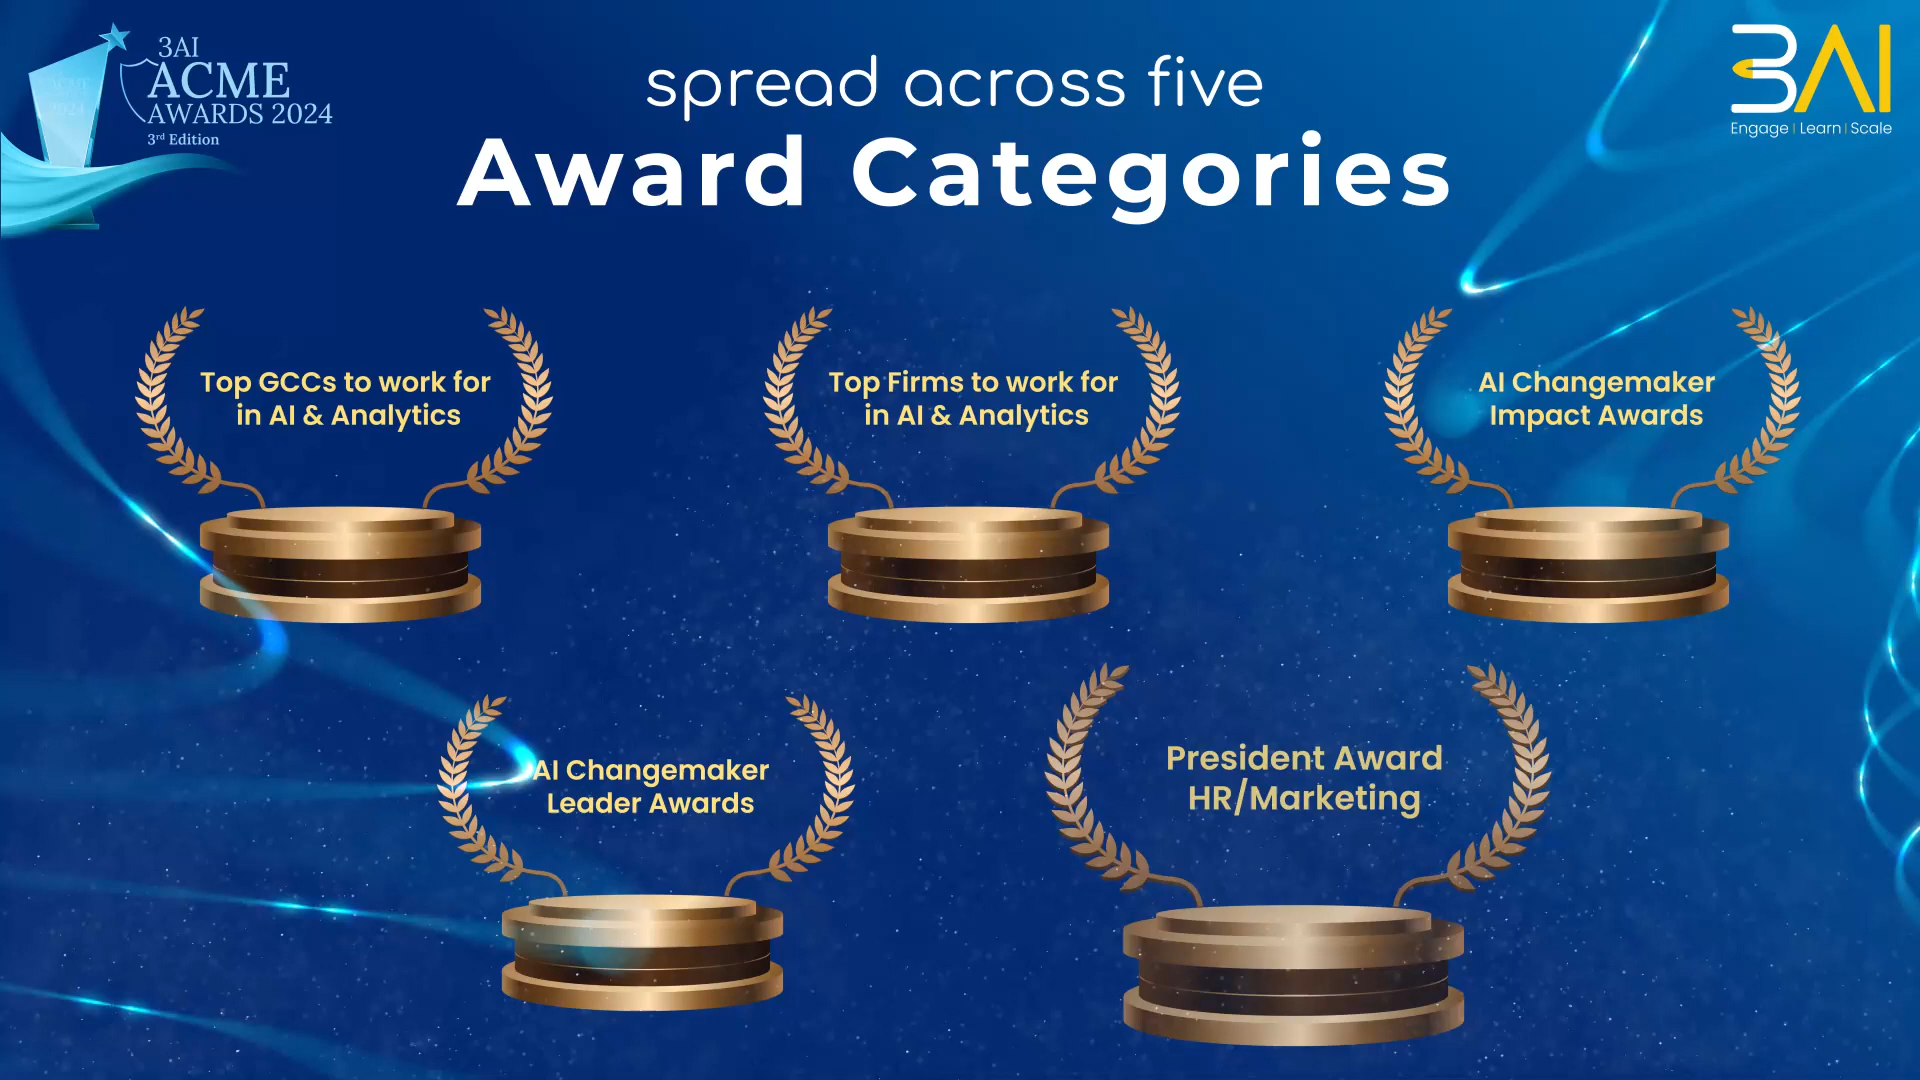 3AI
ACME
AWARDS 2024
3rd Edition
spread across five
Award Categories
3AI
Engage | Learn | Scale
Top GCCs to work for
in AI & Analytics
Top Firms to work for
in AI & Analytics
AI Changemaker
Impact Awards
AI Changemaker
Leader Awards
President Award
HR/Marketing